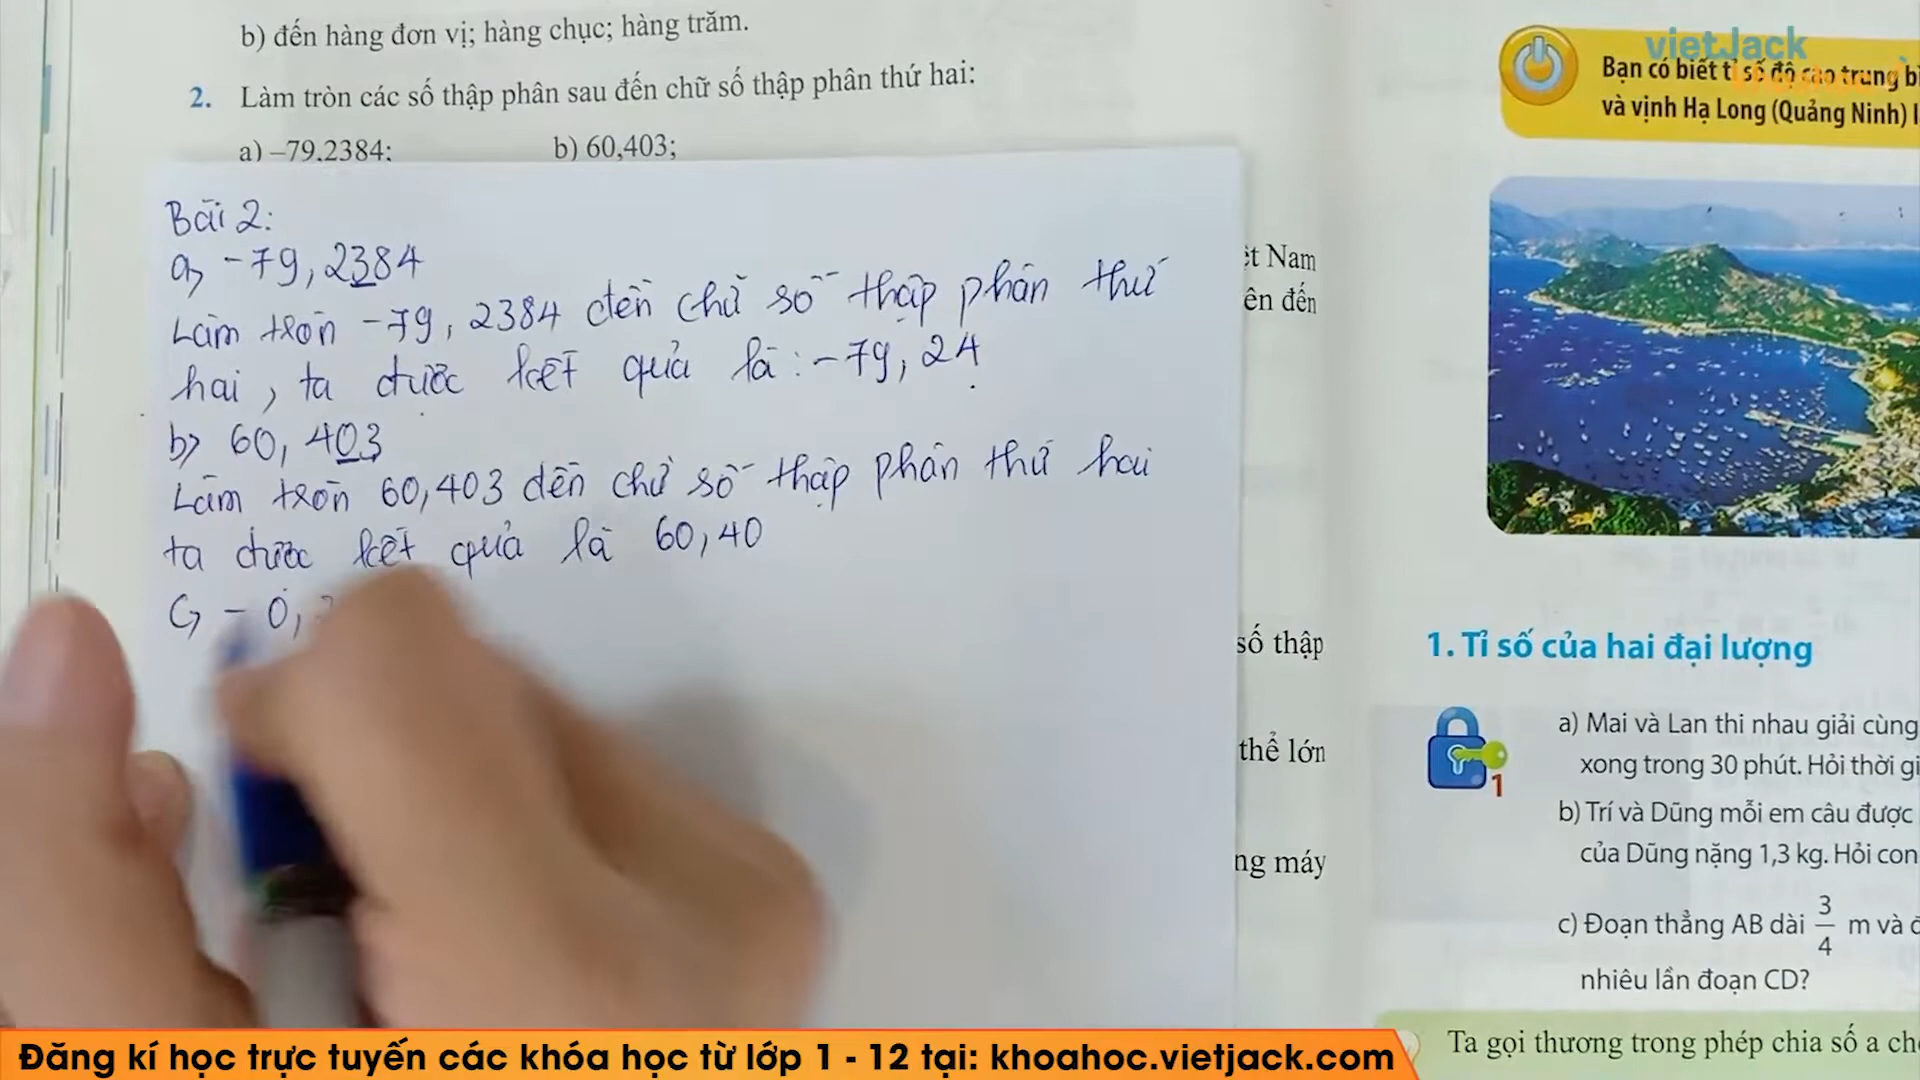 b) đến hàng đơn vị; hàng chục; hàng trăm.
2. Làm tròn các số thập phân sau đến chữ số thập phân thứ hai:
a) –79,2384;
b) 60,403;
Bài 2:
a) -79,2384
Làm tròn -79,2384 đến chữ số thập phân thứ
hai, ta được kết quả là: -79,24
b) 60,403
Làm tròn 60,403 đến chữ số thập phân thứ hai
ta được kết quả là 60,40
c) - 0,
ệt Nam
ên đến
số thập
thể lớn
ng máy
vietJack
Bạn có biết tỉ số độ cao trung b
và vịnh Hạ Long (Quảng Ninh) l
1. Tỉ số của hai đại lượng
1
a) Mai và Lan thi nhau giải cùng
xong trong 30 phút. Hỏi thời gi
b) Trí và Dũng mỗi em câu được
của Dũng nặng 1,3 kg. Hỏi con
c) Đoạn thẳng AB dài 3/4 m và đ
nhiêu lần đoạn CD?
Ta gọi thương trong phép chia số a ch
Đăng kí học trực tuyến các khóa học từ lớp 1 - 12 tại: khoahoc.vietjack.com